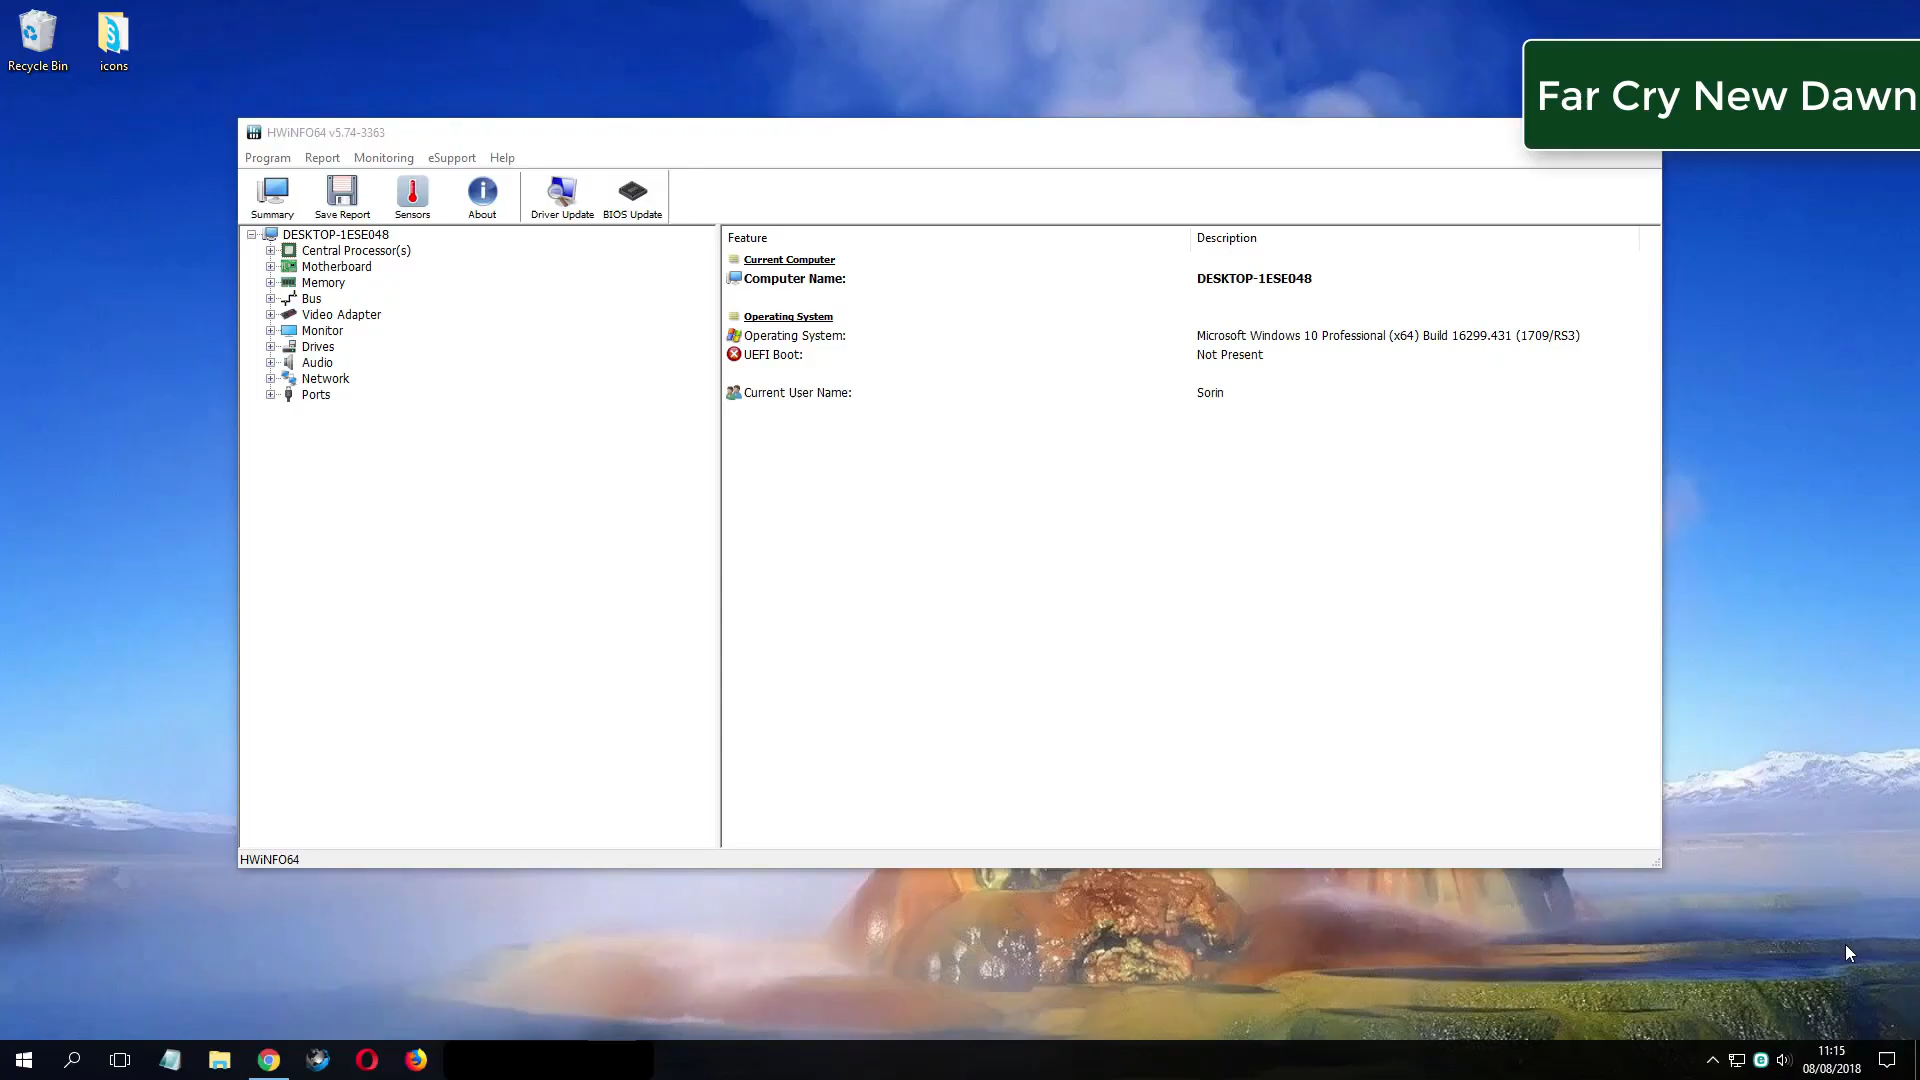 Recycle Bin
icons
Far Cry New Dawn
HWiNFO64 v5.74-3363
Program Report Monitoring eSupport Help
Summary Save Report Sensors About Driver Update BIOS Update
DESKTOP-1ESE048
Central Processor(s)
Motherboard
Memory
Bus
Video Adapter
Monitor
Drives
Audio
Network
Ports
Feature Description
Current Computer
Computer Name: DESKTOP-1ESE048
Operating System
Operating System: Microsoft Windows 10 Professional (x64) Build 16299.431 (1709/RS3)
UEFI Boot: Not Present
Current User Name: Sorin
HWiNFO64
11:15
08/08/2018